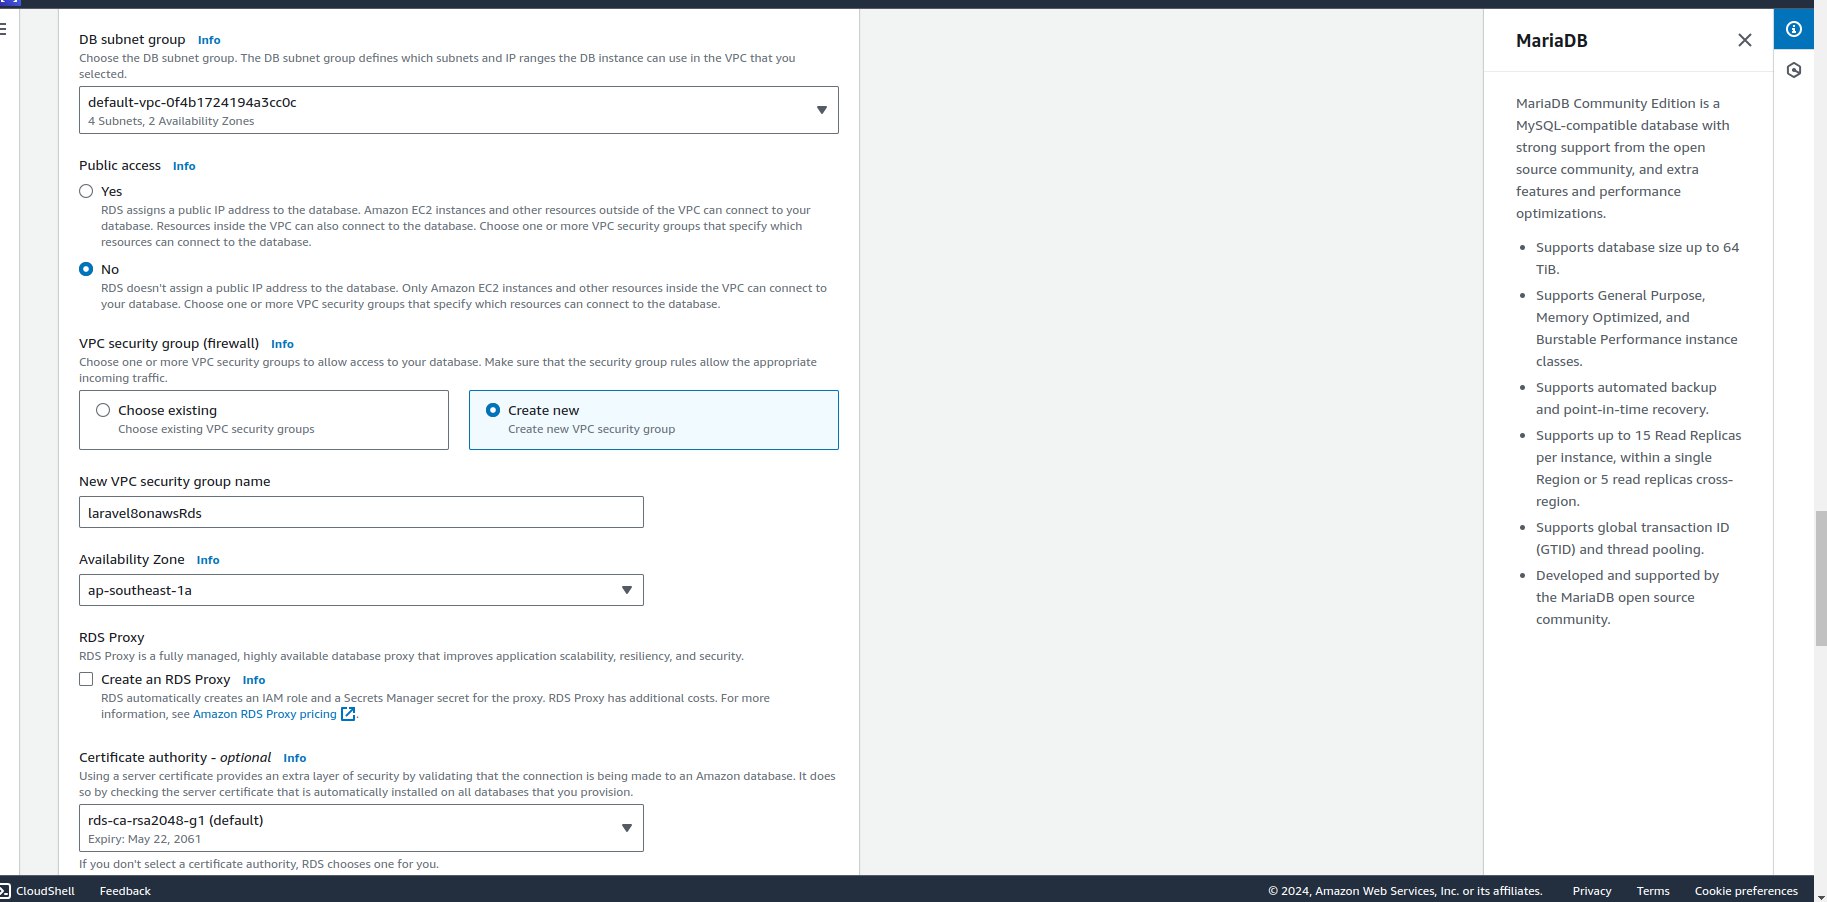 DB subnet group Info
Choose the DB subnet group. The DB subnet group defines which subnets and IP ranges the DB instance can use in the VPC that you
selected.
default-vpc-0f4b1724194a3cc0c
4 Subnets, 2 Availability Zones
Public access Info
Yes
RDS assigns a public IP address to the database. Amazon EC2 instances and other resources outside of the VPC can connect to your
database. Resources inside the VPC can also connect to the database. Choose one or more VPC security groups that specify which
resources can connect to the database.
No
RDS doesn't assign a public IP address to the database. Only Amazon EC2 instances and other resources inside the VPC can connect to
your database. Choose one or more VPC security groups that specify which resources can connect to the database.
VPC security group (firewall) Info
Choose one or more VPC security groups to allow access to your database. Make sure that the security group rules allow the appropriate
incoming traffic.
Choose existing
Choose existing VPC security groups
Create new
Create new VPC security group
New VPC security group name
laravel8onawsRds
Availability Zone Info
ap-southeast-1a
RDS Proxy
RDS Proxy is a fully managed, highly available database proxy that improves application scalability, resiliency, and security.
Create an RDS Proxy Info
RDS automatically creates an IAM role and a Secrets Manager secret for the proxy. RDS Proxy has additional costs. For more
information, see Amazon RDS Proxy pricing.
Certificate authority - optional Info
Using a server certificate provides an extra layer of security by validating that the connection is being made to an Amazon database. It does
so by checking the server certificate that is automatically installed on all databases that you provision.
rds-ca-rsa2048-g1 (default)
Expiry: May 22, 2061
If you don't select a certificate authority, RDS chooses one for you.
MariaDB
MariaDB Community Edition is a
MySQL-compatible database with
strong support from the open
source community, and extra
features and performance
optimizations.
• Supports database size up to 64
TiB.
• Supports General Purpose,
Memory Optimized, and
Burstable Performance instance
classes.
• Supports automated backup
and point-in-time recovery.
• Supports up to 15 Read Replicas
per instance, within a single
Region or 5 read replicas cross-
region.
• Supports global transaction ID
(GTID) and thread pooling.
• Developed and supported by
the MariaDB open source
community.
CloudShell Feedback © 2024, Amazon Web Services, Inc. or its affiliates. Privacy Terms Cookie preferences